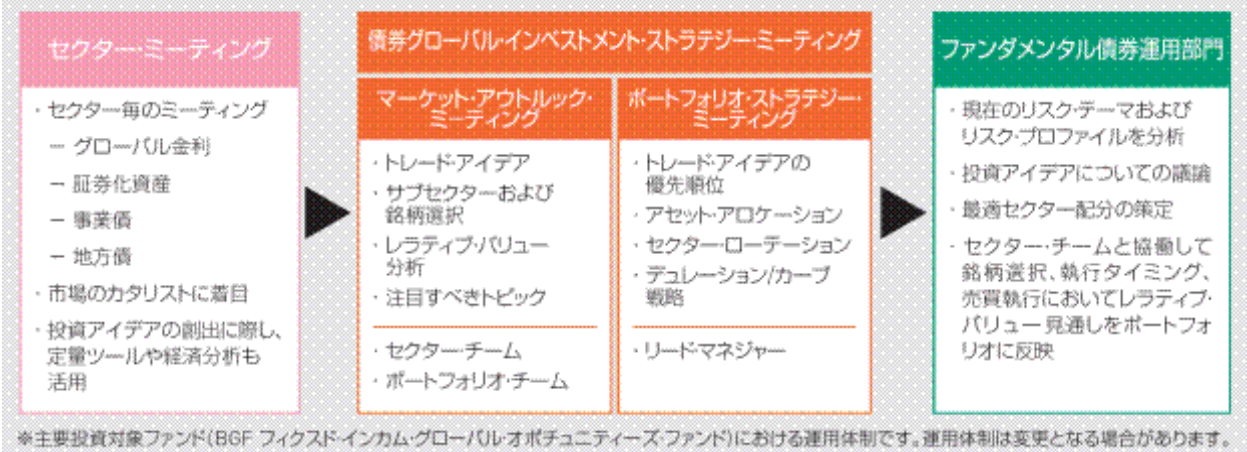 セクター・ミーティング
・セクター毎のミーティング
－ グローバル金利
－ 証券化資産
－ 事業債
－ 地方債
・市場のカタリストに着目
・投資アイデアの創出に際し、
定量ツールや経済分析も
活用
債券グローバル・インベストメント・ストラテジー・ミーティング
マーケット・アウトルック・
ミーティング
・トレード・アイデア
・サブセクターおよび
銘柄選択
・レラティブ・バリュー
分析
・注目すべきトピック
・セクター・チーム
・ポートフォリオ・チーム
ポートフォリオ・ストラテジー・
ミーティング
・トレード・アイデアの
優先順位
・アセット・アロケーション
・セクター・ローテーション
・デュレーション/カーブ
戦略
・リード・マネジャー
ファンダメンタル債券運用部門
・現在のリスク・テーマおよび
リスク・プロファイルを分析
・投資アイデアについての議論
・最適セクター配分の策定
・セクター・チームと協働して
銘柄選択、執行タイミング、
売買執行においてレラティブ・
バリュー見通しをポートフォ
リオに反映
※主要投資対象ファンド(BGF フィクスド・インカム・グローバル・オポチュニティーズ・ファンド)における運用体制です。運用体制は変更となる場合があります。